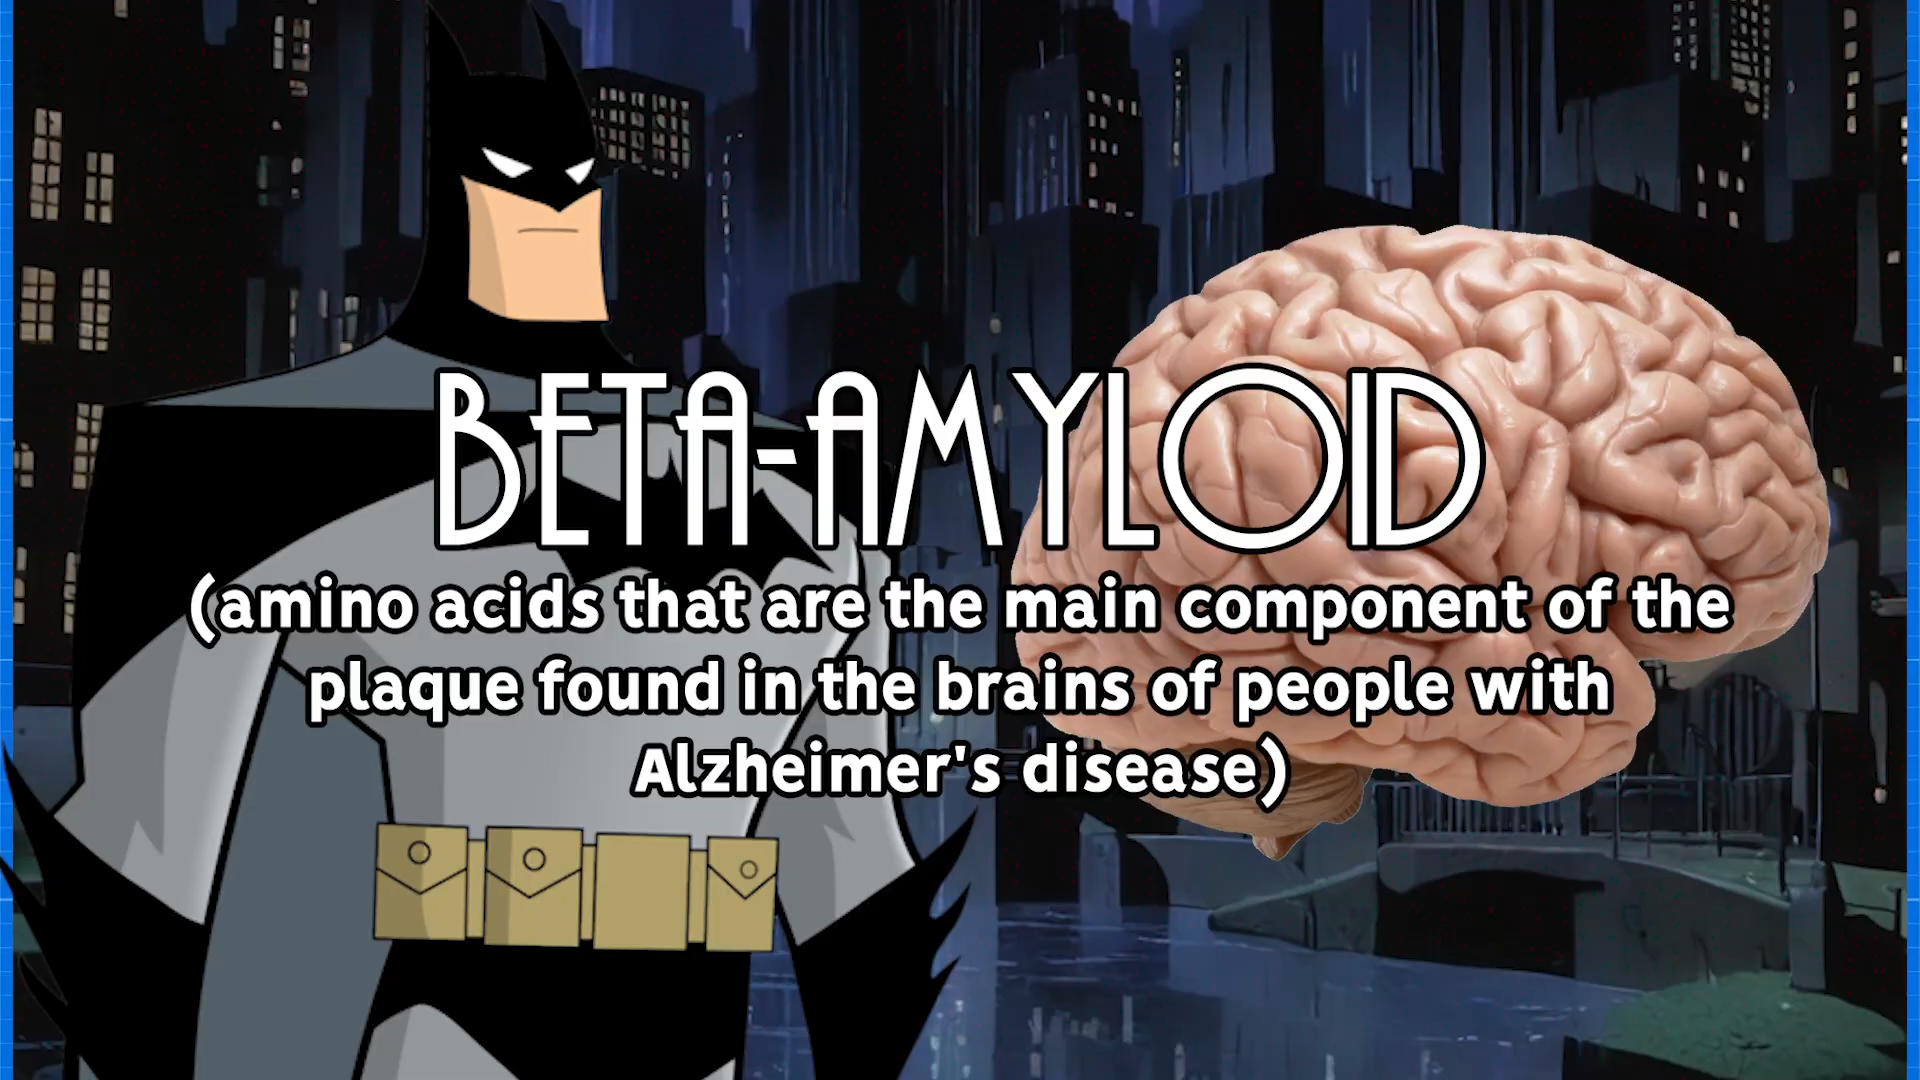 BETA-AMYLOID
(amino acids that are the main component of the
plaque found in the brains of people with
Alzheimer's disease)